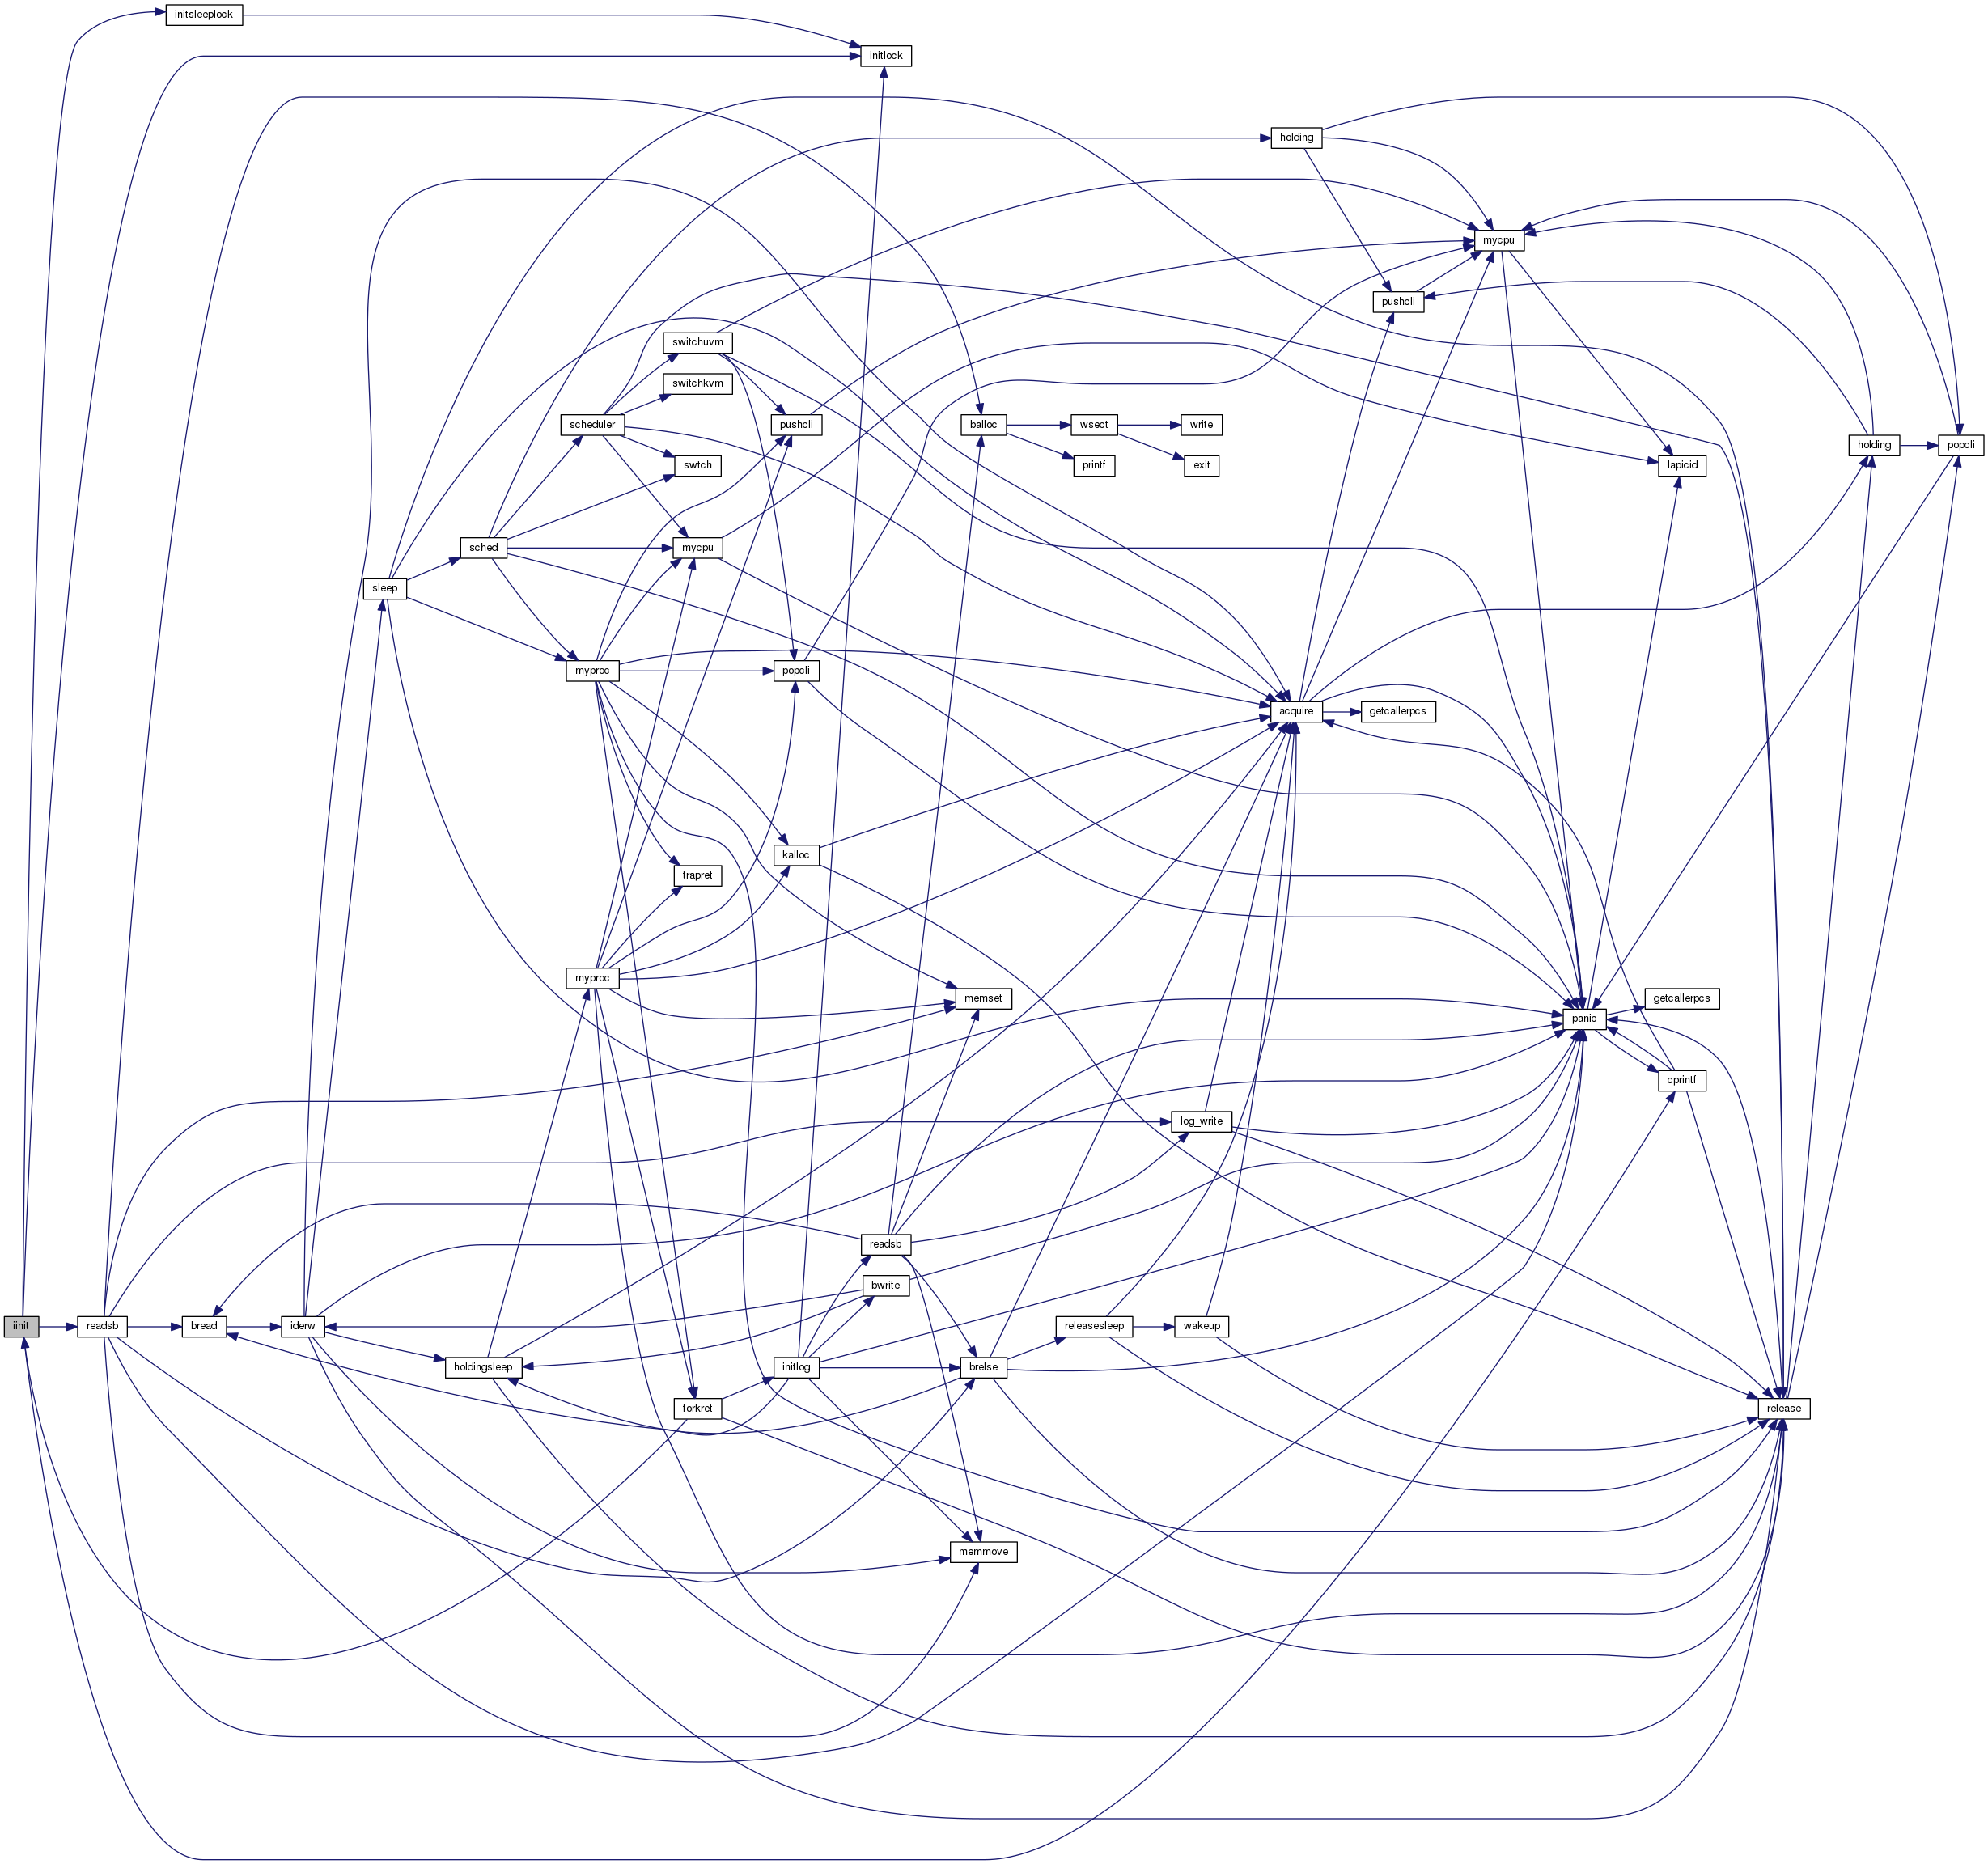 initsleeplock
initlock
holding
mycpu
pushcli
switchuvm
switchkvm
scheduler
pushcli
balloc
wsect
write
holding
popcli
swtch
printf
exit
lapicid
sched
mycpu
sleep
myproc
popcli
acquire
getcallerpcs
kalloc
trapret
myproc
memset
getcallerpcs
panic
cprintf
log_write
readsb
bwrite
iinit
readsb
bread
iderw
releasesleep
wakeup
holdingsleep
initlog
brelse
forkret
release
memmove